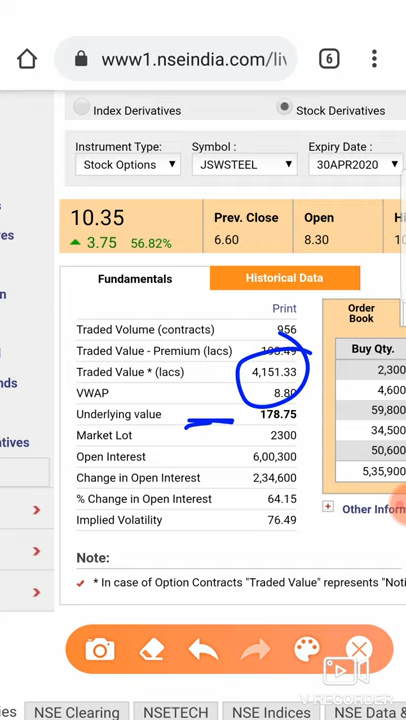 www1.nseindia.com/liv
6
Index Derivatives
Stock Derivatives
Instrument Type:
Symbol :
Expiry Date :
Stock Options
JSWSTEEL
30APR2020
10.35
Prev. Close
Open
Hi
3.75 56.82%
6.60
8.30
10
Fundamentals
Historical Data
Print
Order
Book
Traded Volume (contracts) 956
Buy Qty.
Traded Value - Premium (lacs)
Traded Value * (lacs) 4,151.33
2,300
VWAP 8.80
4,600
Underlying value 178.75
59,800
Market Lot 2300
34,500
Open Interest 6,00,300
50,600
Change in Open Interest 2,34,600
5,35,900
% Change in Open Interest 64.15
Implied Volatility 76.49
Other Inforn
Note:
* In case of Option Contracts "Traded Value" represents "Noti
nds
V RECORDER
NSE Clearing
NSETECH
NSE Indices
NSE Data &